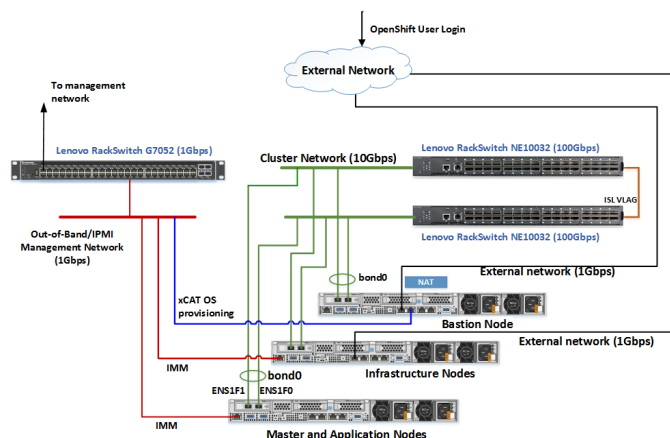 OpenShift User Login
External Network
To management
network
Lenovo RackSwitch G7052 (1Gbps)
Lenovo RackSwitch NE10032 (100Gbps)
Cluster Network (10Gbps)
ISL VLAG
Lenovo RackSwitch NE10032 (100Gbps)
Out-of-Band/IPMI
Management Network
(1Gbps)
External network (1Gbps)
bond0
NAT
xCAT OS
provisioning
Bastion Node
External network (1Gbps)
IMM
bond0
Infrastructure Nodes
ENS1F1
ENS1F0
IMM
Master and Application Nodes